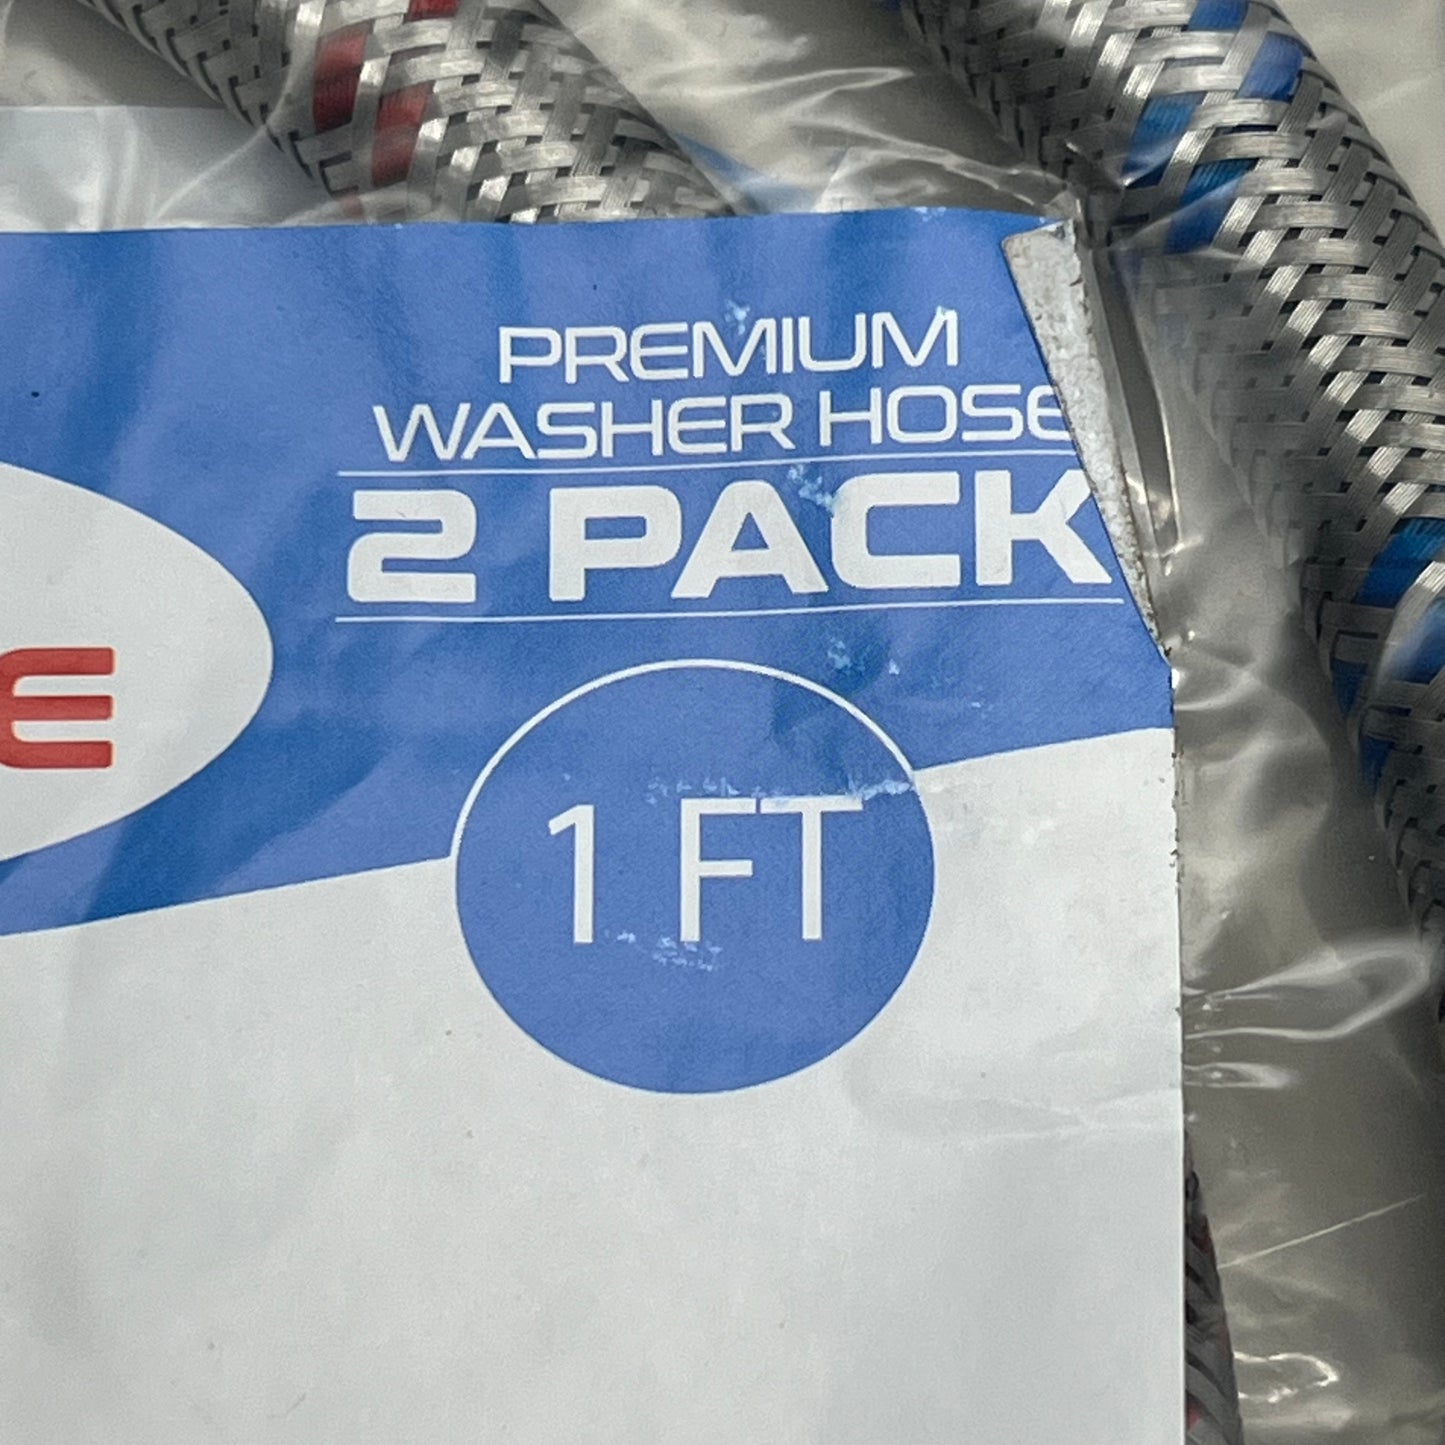 PREMIUM
WASHER HOSE
2 PACK
E
1 FT